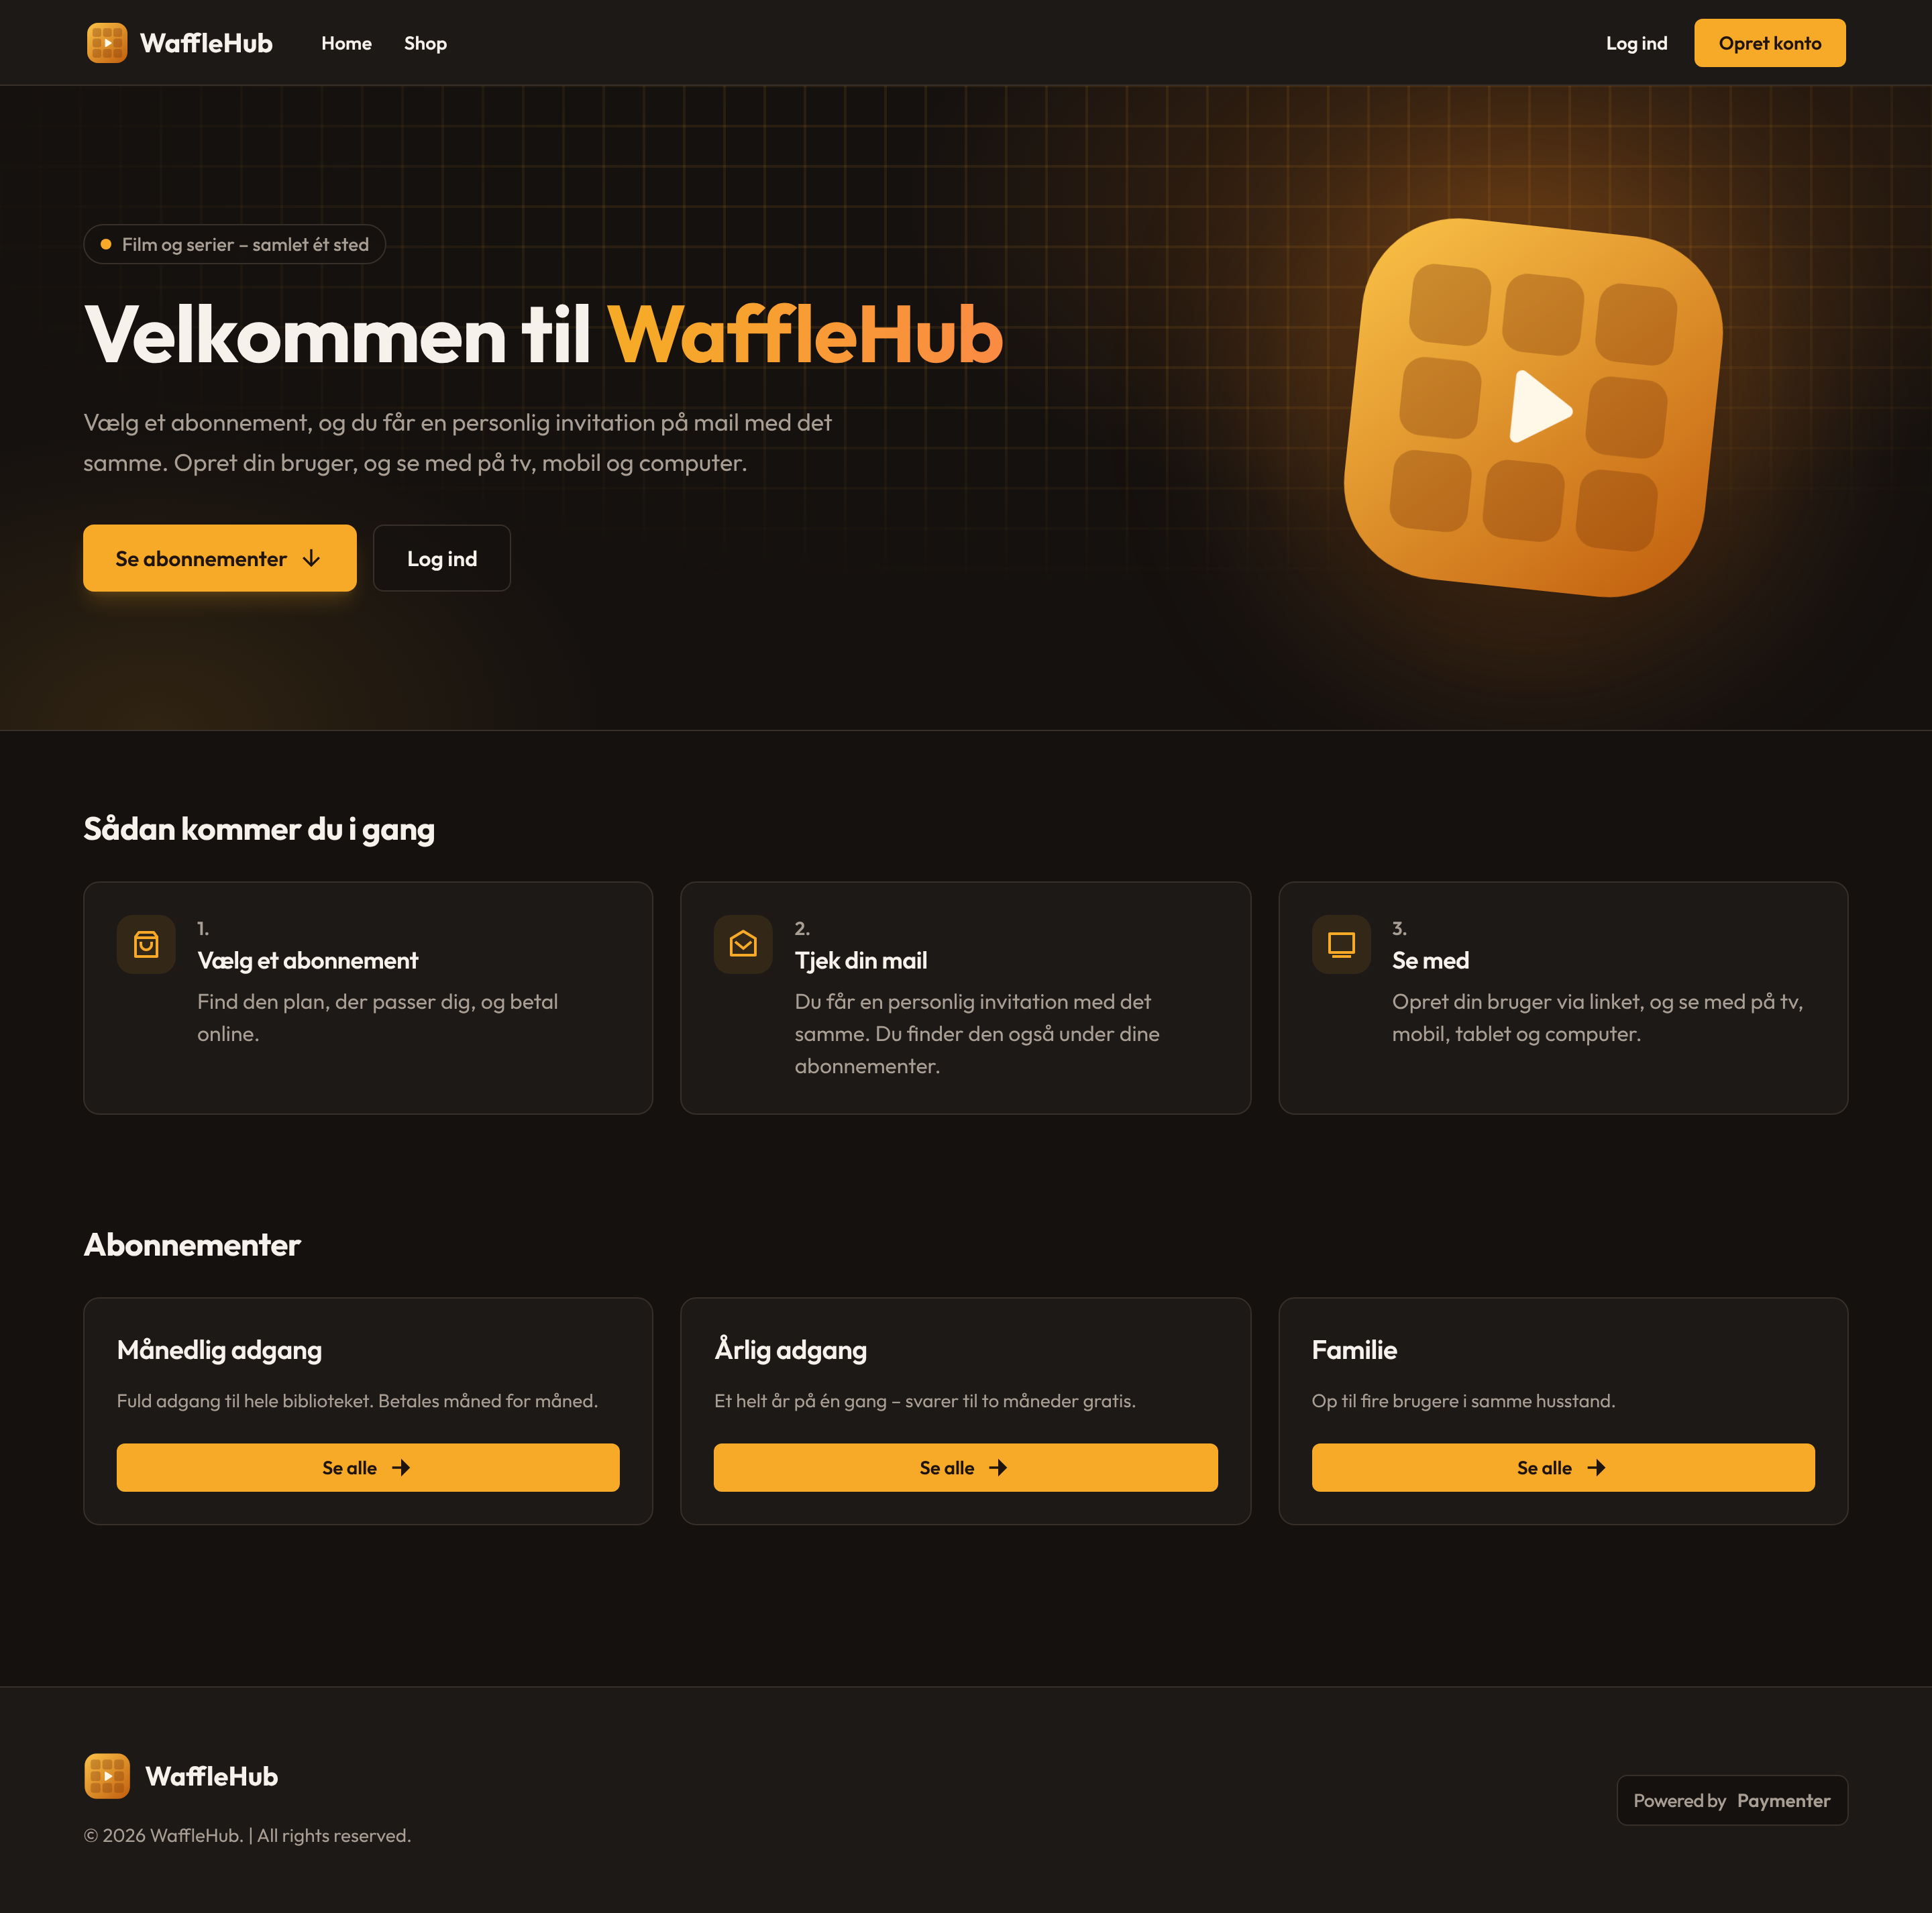 WaffleHub
Home
Shop
Log ind
Opret konto
Film og serier – samlet ét sted
Velkommen til WaffleHub
Vælg et abonnement, og du får en personlig invitation på mail med det
samme. Opret din bruger, og se med på tv, mobil og computer.
Se abonnementer
Log ind
Sådan kommer du i gang
1.
Vælg et abonnement
Find den plan, der passer dig, og betal
online.
2.
Tjek din mail
Du får en personlig invitation med det
samme. Du finder den også under dine
abonnementer.
3.
Se med
Opret din bruger via linket, og se med på tv,
mobil, tablet og computer.
Abonnementer
Månedlig adgang
Fuld adgang til hele biblioteket. Betales måned for måned.
Se alle
Årlig adgang
Et helt år på én gang – svarer til to måneder gratis.
Se alle
Familie
Op til fire brugere i samme husstand.
Se alle
WaffleHub
© 2026 WaffleHub. | All rights reserved.
Powered by Paymenter